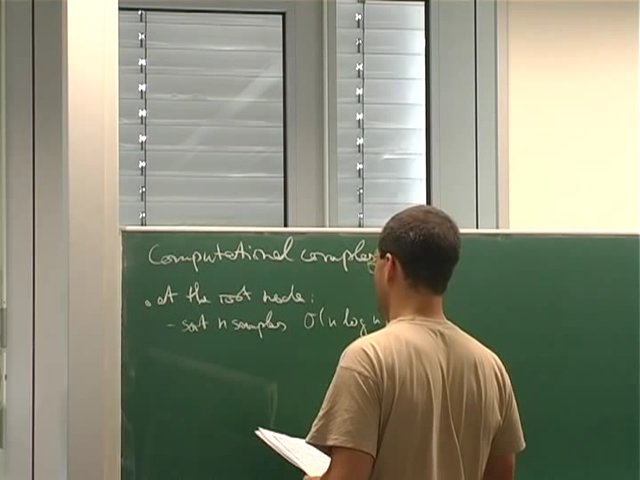 Computational complex
. at the root node:
- sort n samples O(n log n